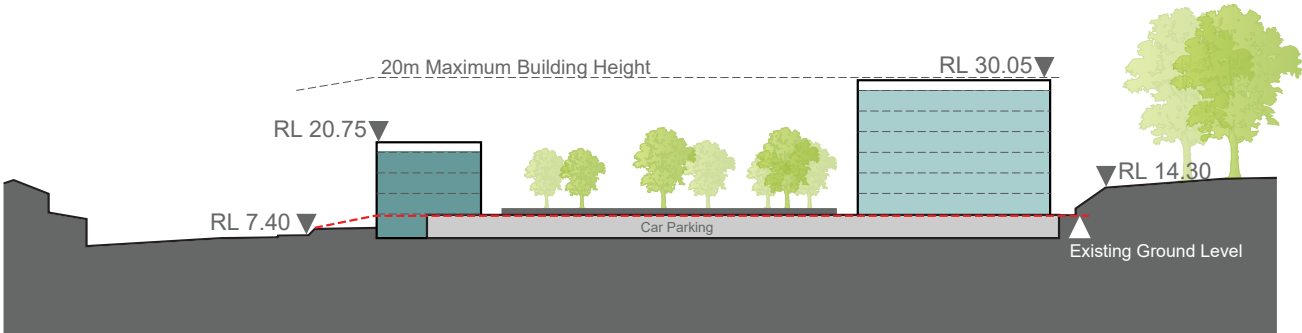 20m Maximum Building Height
RL 30.05
RL 20.75
RL 14.30
RL 7.40
Car Parking
Existing Ground Level